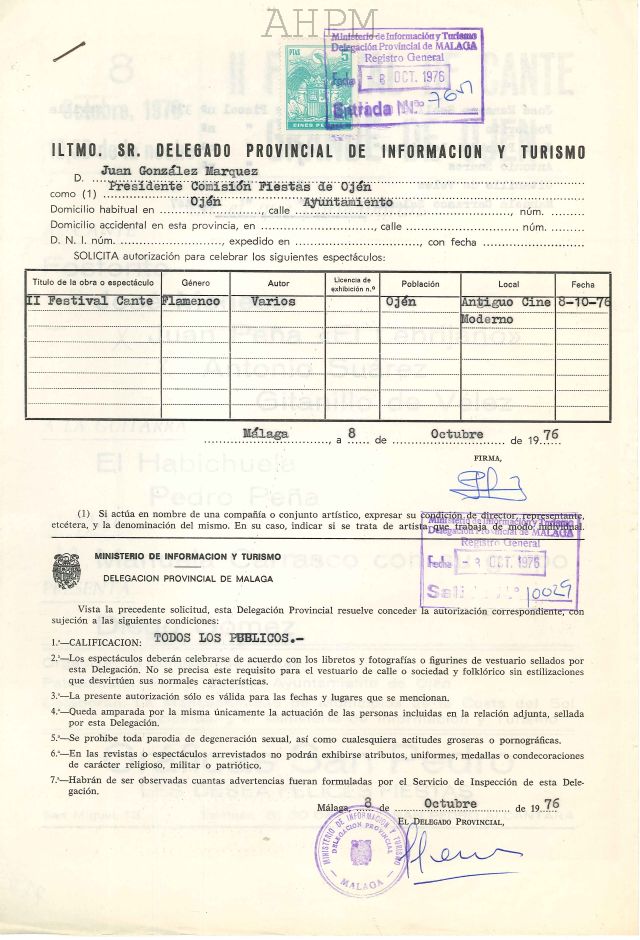 AHPM
PTAS 5
Ministerio de Información y Turismo
Delegación Provincial de MALAGA
Registro General
Fecha - 8 OCT. 1976
Entrada N.º
ILTMO. SR. DELEGADO PROVINCIAL DE INFORMACION Y TURISMO
D. Juan González Marquez
como (1) Presidente Comisión Fiestas de Ojén
Domicilio habitual en Ojén, calle Ayuntamiento, núm.
Domicilio accidental en esta provincia, en, calle núm.
D. N. I. núm., expedido en, con fecha
SOLICITA autorización para celebrar los siguientes espectáculos:
Titulo de la obra o espectáculo Género Autor Licencia de exhibición n.º Población Local Fecha
II Festival Cante Flamenco Varios Ojén Antiguo Cine 8-10-76
Moderno
Málaga, a 8 de Octubre de 1976
FIRMA,
(1) Si actúa en nombre de una compañía o conjunto artístico, expresar su condición de director, representante,
etcétera, y la denominación del mismo. En su caso, indicar si se trata de artista que trabaja de modo individual.
Ministerio de Información y Turismo
Delegación Provincial de MALAGA
Registro General
Fecha - 8 OCT. 1976
Salida N.º 10029
MINISTERIO DE INFORMACION Y TURISMO
DELEGACION PROVINCIAL DE MALAGA
Vista la precedente solicitud, esta Delegación Provincial resuelve conceder la autorización correspondiente, con
sujeción a las siguientes condiciones:
1.ª—CALIFICACION: TODOS LOS PUBLICOS.-
2.ª—Los espectáculos deberán celebrarse de acuerdo con los libretos y fotografías o figurines de vestuario sellados por
esta Delegación. No se precisa este requisito para el vestuario de calle o sociedad y folklórico sin estilizaciones
que desvirtúen sus normales características.
3.ª—La presente autorización sólo es válida para las fechas y lugares que se mencionan.
4.ª—Queda amparada por la misma únicamente la actuación de las personas incluidas en la relación adjunta, sellada
por esta Delegación.
5.ª—Se prohibe toda parodia de degeneración sexual, así como cualesquiera actitudes groseras o pornográficas.
6.ª—En las revistas o espectáculos arrevistados no podrán exhibirse atributos, uniformes, medallas o condecoraciones
de carácter religioso, militar o patriótico.
7.ª—Habrán de ser observadas cuantas advertencias fueran formuladas por el Servicio de Inspección de esta Dele-
gación.
Málaga, 8 de Octubre de 1976
EL DELEGADO PROVINCIAL,
MINISTERIO DE INFORMACION Y TURISMO
DELEGACION PROVINCIAL
- MALAGA -